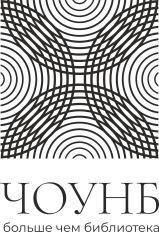 ЧОУНБ
больше чем библиотека